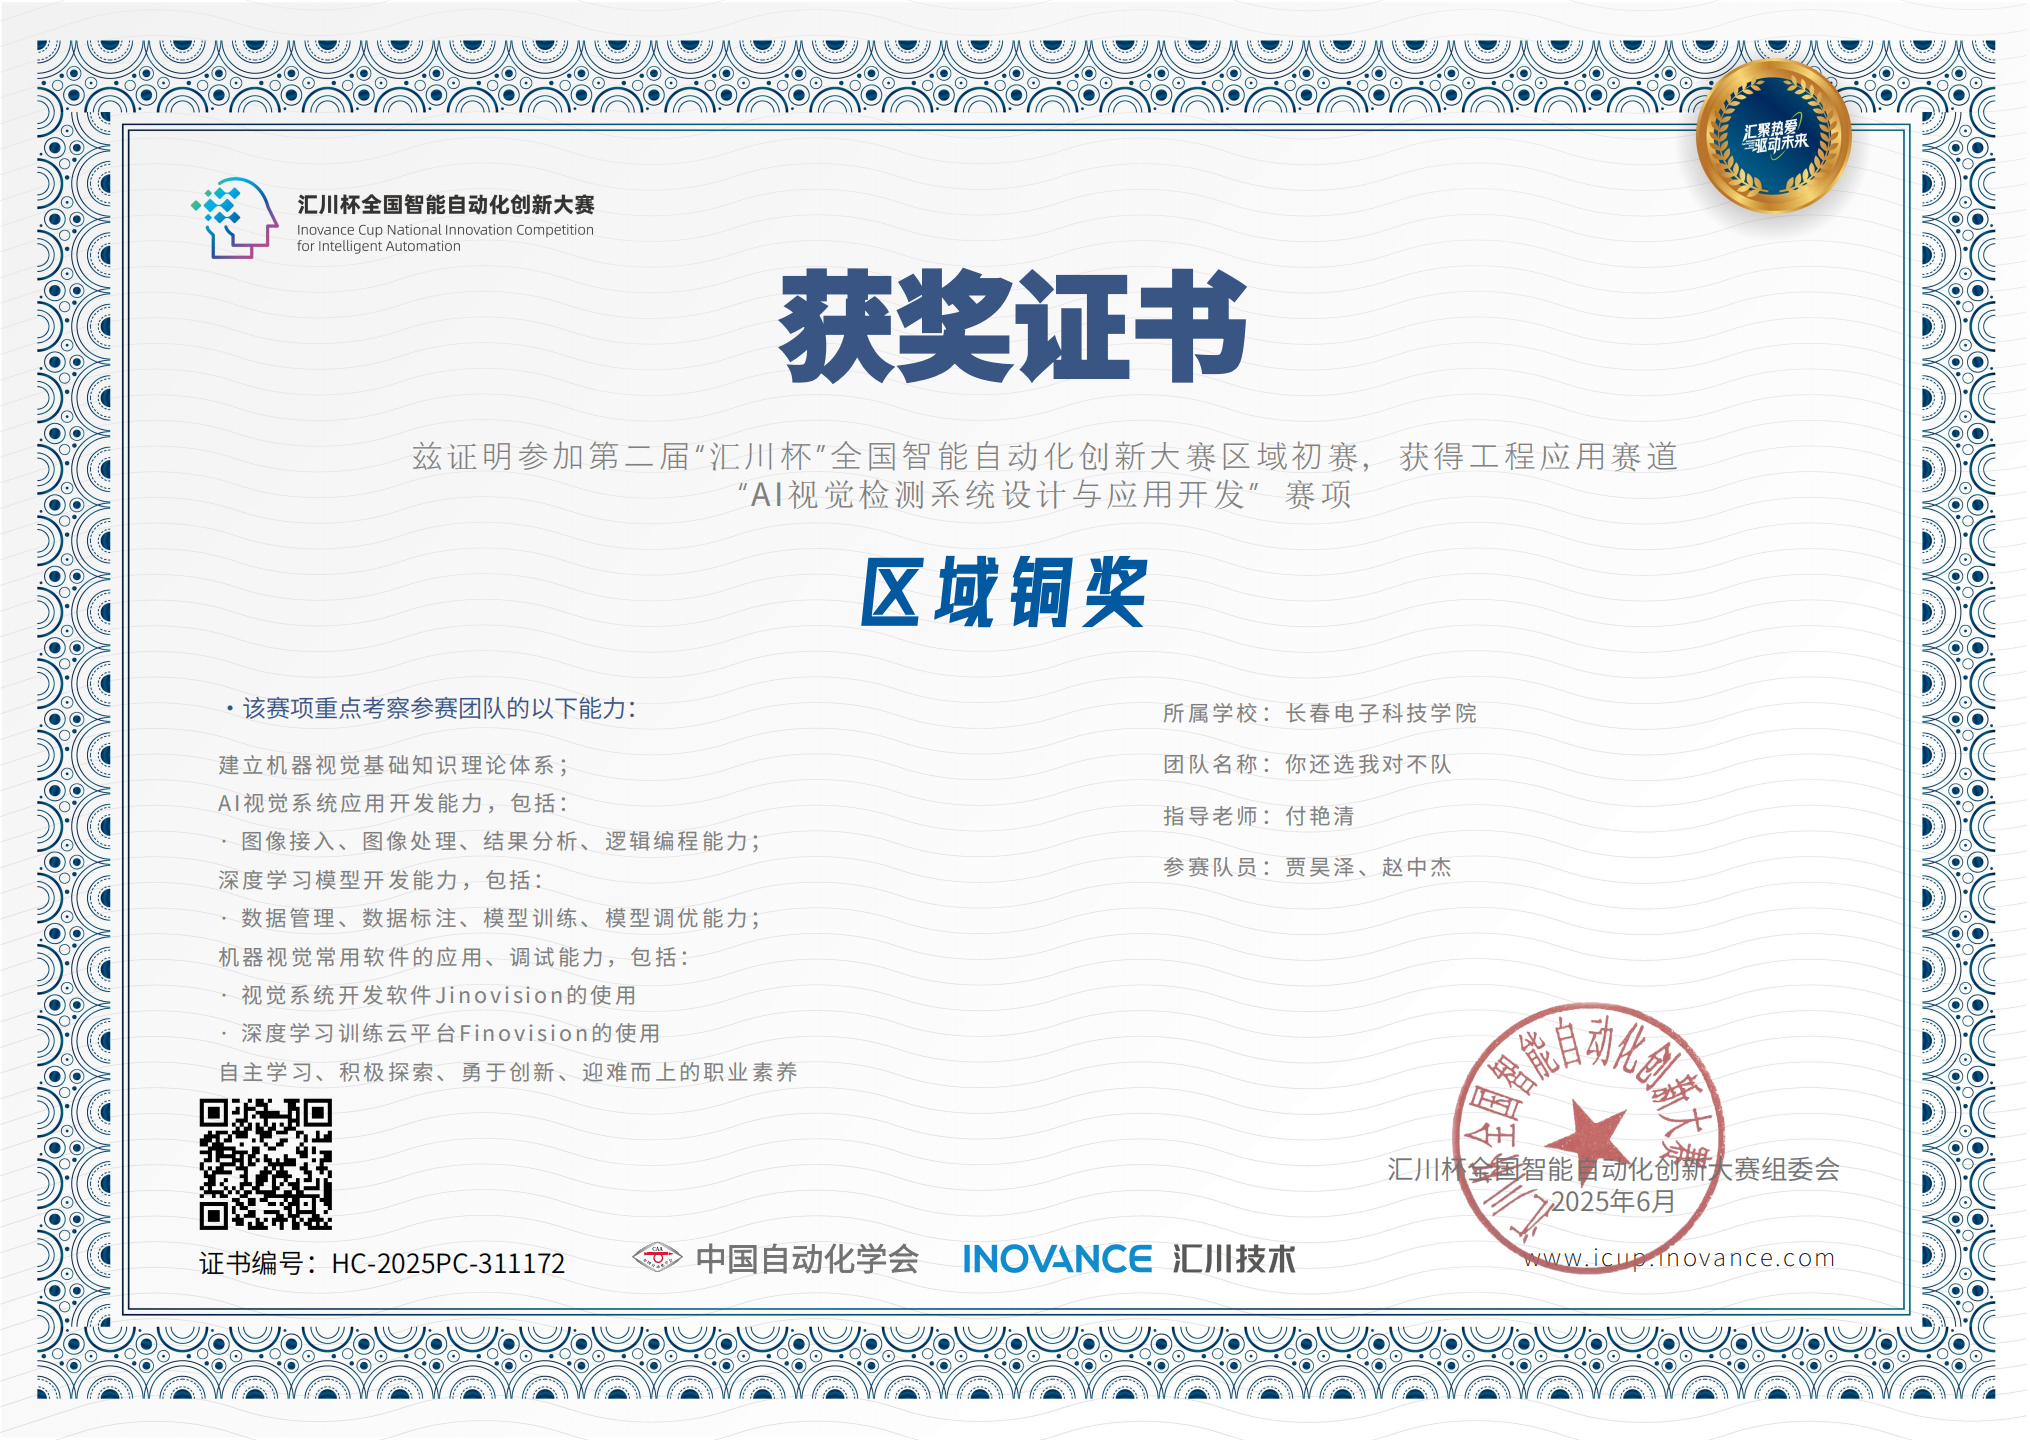 汇聚热爱
驱动未来
汇川杯全国智能自动化创新大赛
Inovance Cup National Innovation Competition
for Intelligent Automation
获奖证书
兹证明参加第二届“汇川杯”全国智能自动化创新大赛区域初赛，获得工程应用赛道
“AI视觉检测系统设计与应用开发” 赛项
区域铜奖
·该赛项重点考察参赛团队的以下能力：
建立机器视觉基础知识理论体系；
AI视觉系统应用开发能力，包括：
· 图像接入、图像处理、结果分析、逻辑编程能力；
深度学习模型开发能力，包括：
· 数据管理、数据标注、模型训练、模型调优能力；
机器视觉常用软件的应用、调试能力，包括：
· 视觉系统开发软件Jinovision的使用
· 深度学习训练云平台Finovision的使用
自主学习、积极探索、勇于创新、迎难而上的职业素养
所属学校：长春电子科技学院
团队名称：你还选我对不队
指导老师：付艳清
参赛队员：贾昊泽、赵中杰
汇川杯全国智能自动化创新大赛
汇川杯全国智能自动化创新大赛组委会
2025年6月
www.icup.inovance.com
证书编号：HC-2025PC-311172
CAA
中国自动化学会
INOVANCE 汇川技术